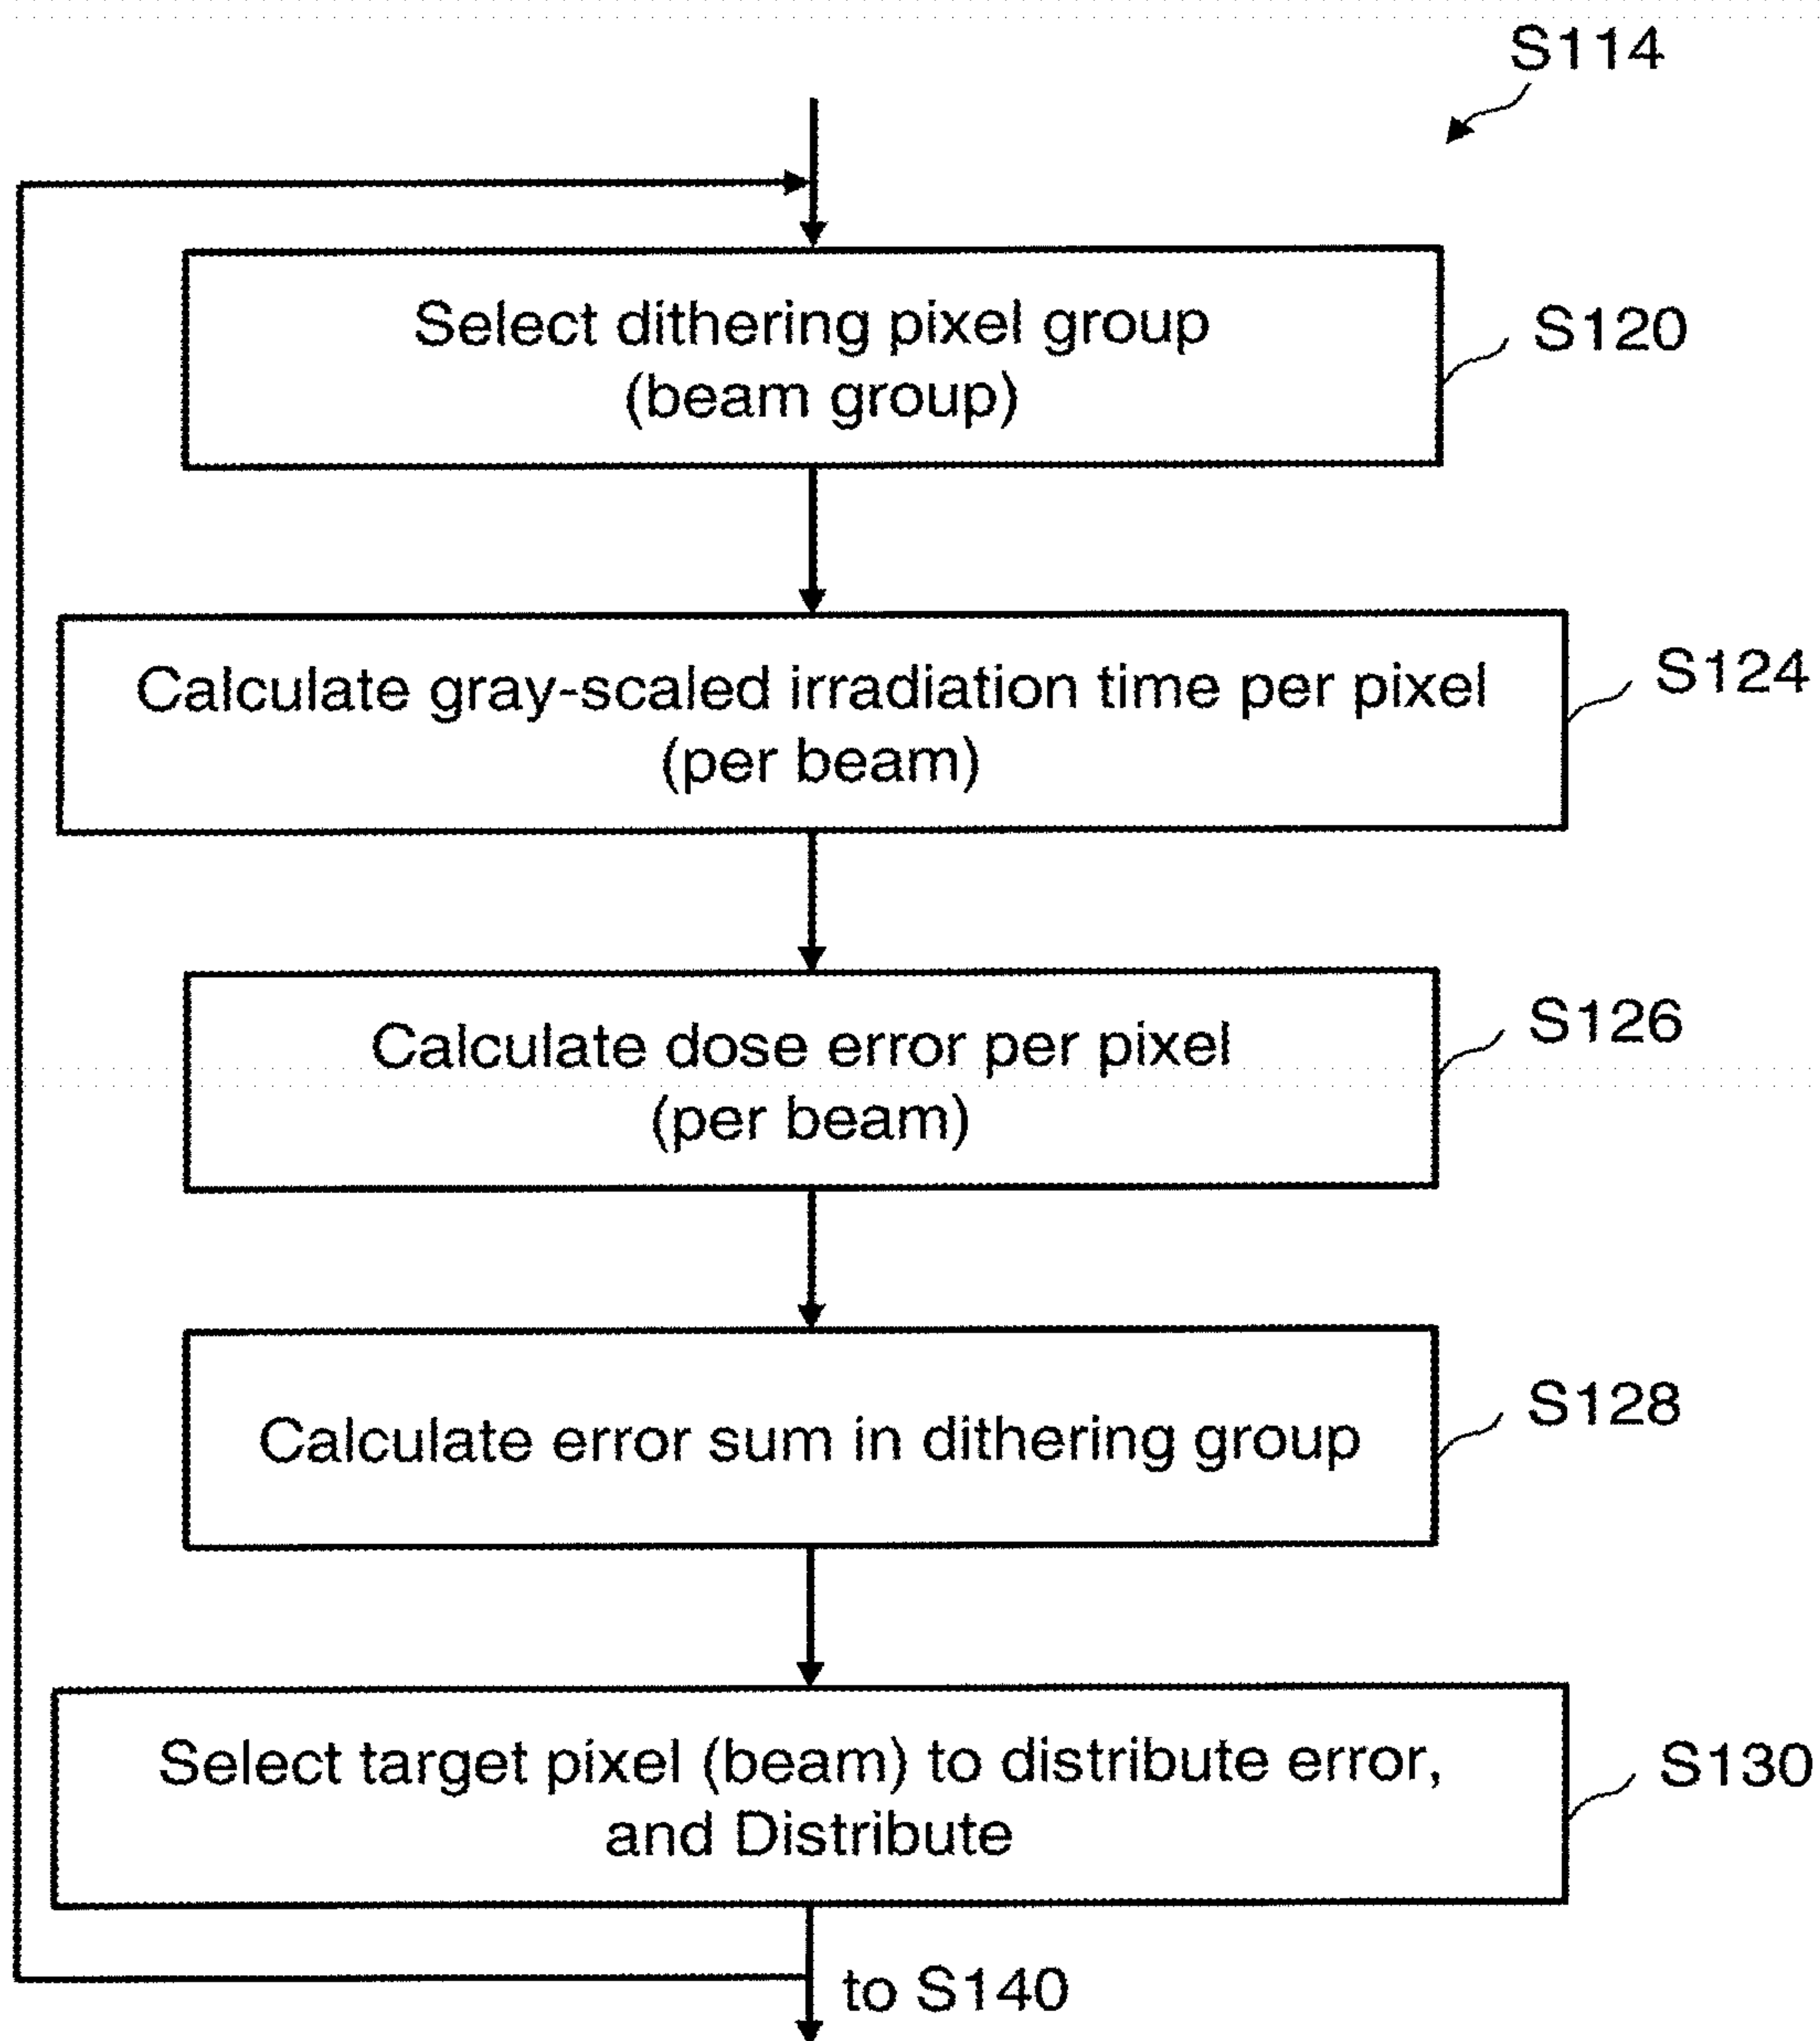 S114
Select dithering pixel group
(beam group)
S120
Calculate gray-scaled irradiation time per pixel
(per beam)
S124
Calculate dose error per pixel
(per beam)
S126
Calculate error sum in dithering group
S128
Select target pixel (beam) to distribute error,
and Distribute
S130
to S140